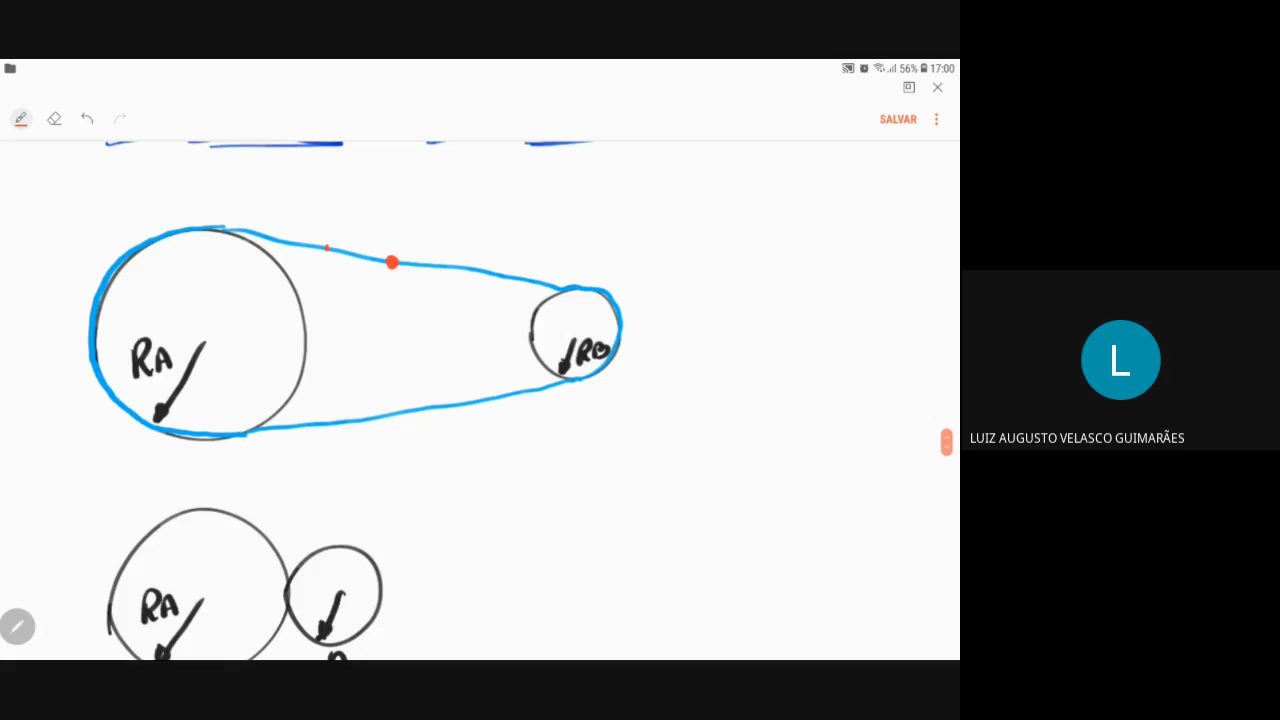 56% 17:00
SALVAR
RA
RB
L
LUIZ AUGUSTO VELASCO GUIMARÃES
RA